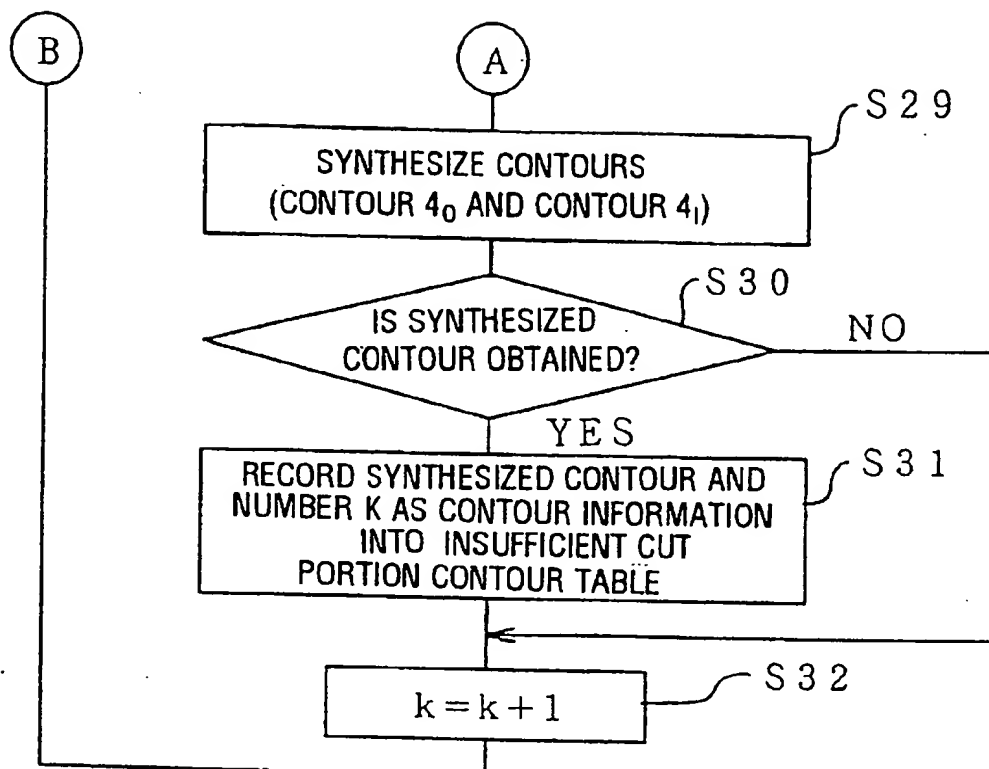 B
A
S29
SYNTHESIZE CONTOURS
(CONTOUR 4₀ AND CONTOUR 4ₗ)
S30
IS SYNTHESIZED
CONTOUR OBTAINED?
NO
YES
S31
RECORD SYNTHESIZED CONTOUR AND
NUMBER K AS CONTOUR INFORMATION
INTO INSUFFICIENT CUT
PORTION CONTOUR TABLE
S32
k=k+1